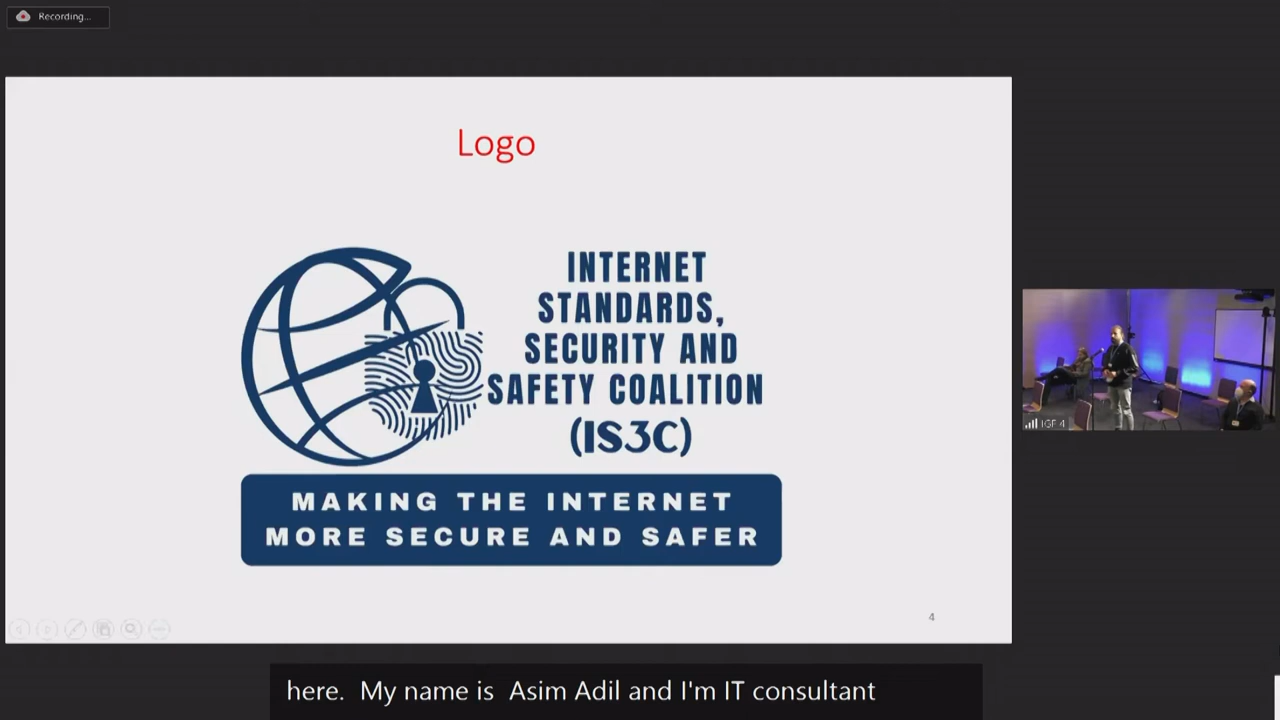 Recording...
Logo
INTERNET
STANDARDS,
SECURITY AND
SAFETY COALITION
(IS3C)
MAKING THE INTERNET
MORE SECURE AND SAFER
4
IGF 4
here. My name is Asim Adil and I'm IT consultant